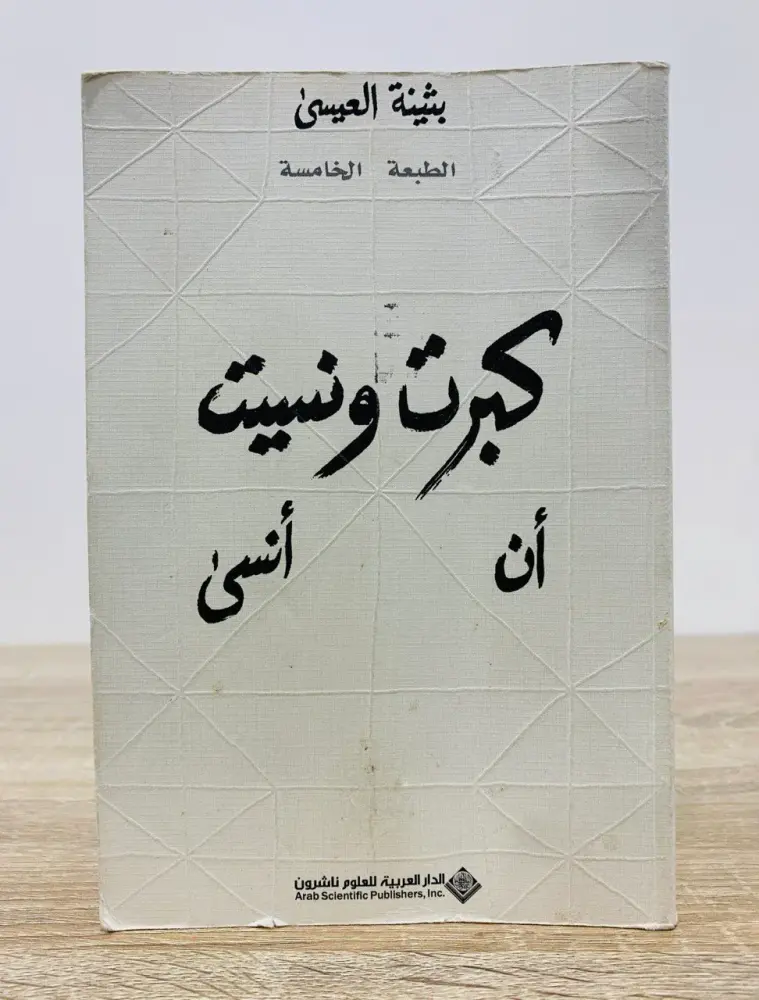 بثينة العيسىٰ
الطبعة الخامسة
كبرت ونسيت
أن أنسىٰ
الدار العربية للعلوم ناشرون
Arab Scientific Publishers, Inc.